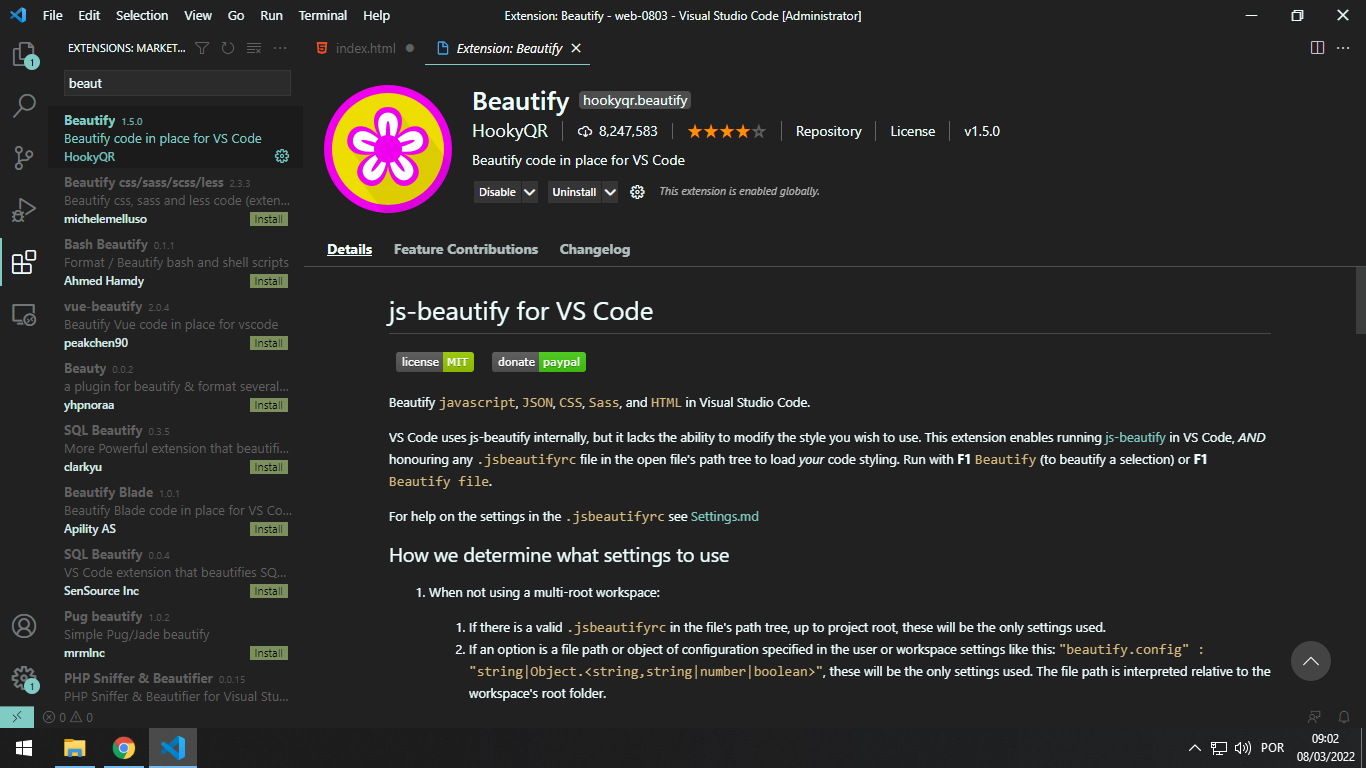 File Edit Selection View Go Run Terminal Help
Extension: Beautify - web-0803 - Visual Studio Code [Administrator]
EXTENSIONS: MARKET...
index.html
Extension: Beautify
1
beaut
Beautify 1.5.0
Beautify code in place for VS Code
HookyQR
Beautify css/sass/scss/less 2.3.3
Beautify css, sass and less code (exten...
michelemelluso Install
Bash Beautify 0.1.1
Format / Beautify bash and shell scripts
Ahmed Hamdy Install
vue-beautify 2.0.4
Beautify Vue code in place for vscode
peakchen90 Install
Beauty 0.0.2
a plugin for beautify & format several...
yhpnoraa Install
SQL Beautify 0.3.5
More Powerful extension that beautifi...
clarkyu Install
Beautify Blade 1.0.1
Beautify Blade code in place for VS Co...
Apility AS Install
SQL Beautify 0.0.4
VS Code extension that beautifies SQ...
SenSource Inc Install
Pug beautify 1.0.2
Simple Pug/Jade beautify
mrmlnc Install
PHP Sniffer & Beautifier 0.0.15
PHP Sniffer & Beautifier for Visual Stu...
1
Beautify hookyqr.beautify
HookyQR 8,247,583 Repository License v1.5.0
Beautify code in place for VS Code
Disable Uninstall This extension is enabled globally.
Details Feature Contributions Changelog
js-beautify for VS Code
license MIT donate paypal
Beautify javascript, JSON, CSS, Sass, and HTML in Visual Studio Code.
VS Code uses js-beautify internally, but it lacks the ability to modify the style you wish to use. This extension enables running js-beautify in VS Code, AND
honouring any .jsbeautifyrc file in the open file's path tree to load your code styling. Run with F1 Beautify (to beautify a selection) or F1
Beautify file.
For help on the settings in the .jsbeautifyrc see Settings.md
How we determine what settings to use
1. When not using a multi-root workspace:
1. If there is a valid .jsbeautifyrc in the file's path tree, up to project root, these will be the only settings used.
2. If an option is a file path or object of configuration specified in the user or workspace settings like this: "beautify.config" :
"string|Object.<string,string|number|boolean>", these will be the only settings used. The file path is interpreted relative to the
workspace's root folder.
0 0
POR
09:02
08/03/2022